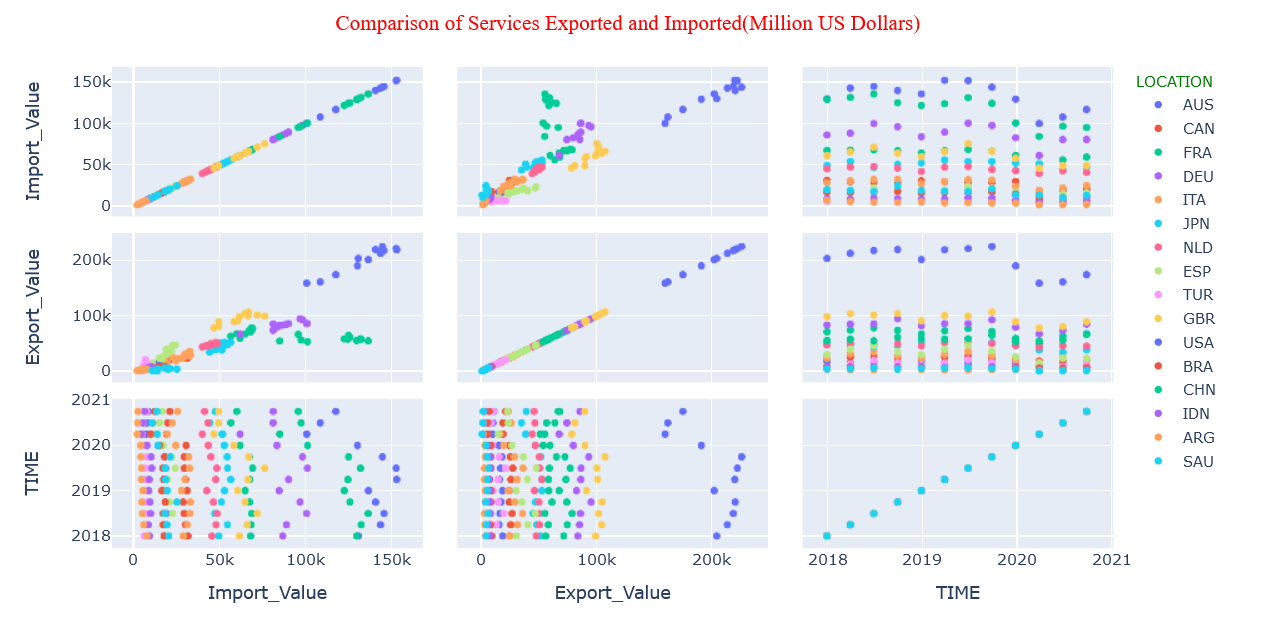 Comparison of Services Exported and Imported(Million US Dollars)
LOCATION
AUS
CAN
FRA
DEU
ITA
JPN
NLD
ESP
TUR
GBR
USA
BRA
CHN
IDN
ARG
SAU
Import_Value
150k
100k
50k
0
Export_Value
200k
100k
0
TIME
2021
2020
2019
2018
0 50k 100k 150k
0 100k 200k
2018 2019 2020 2021
Import_Value
Export_Value
TIME